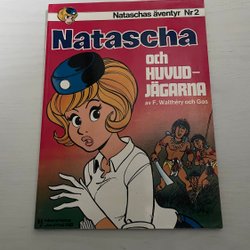 Nataschas äventyr Nr 2
Natascha
och
HUVUD-
JÄGARNA
av F. Walthéry och Gos